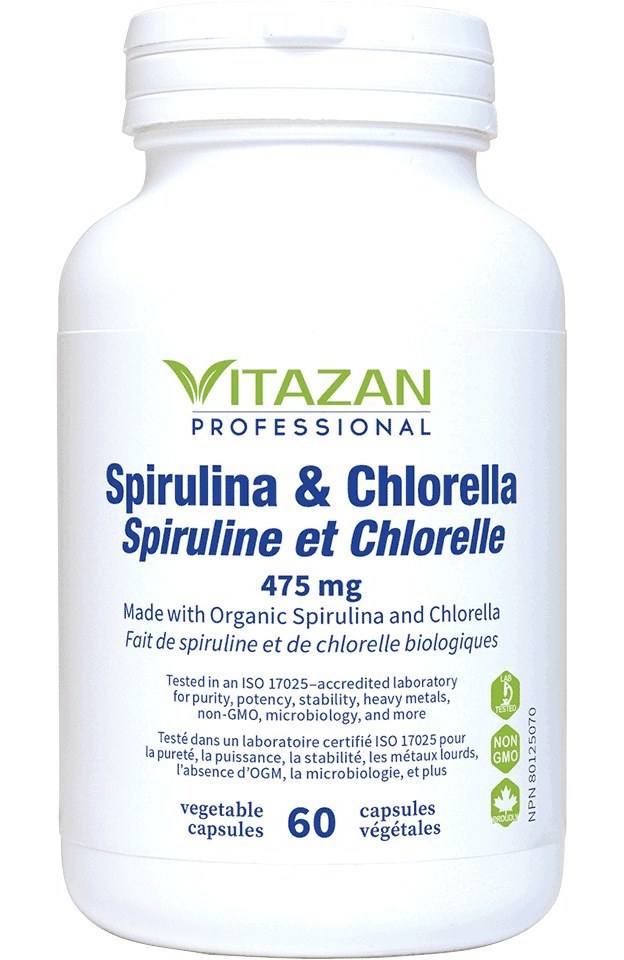 VITAZAN
PROFESSIONAL
Spirulina & Chlorella
Spiruline et Chlorelle
475 mg
Made with Organic Spirulina and Chlorella
Fait de spiruline et de chlorelle biologiques
Tested in an ISO 17025–accredited laboratory
for purity, potency, stability, heavy metals,
non-GMO, microbiology, and more
Testé dans un laboratoire certifié ISO 17025 pour
la pureté, la puissance, la stabilité, les métaux lourds,
l'absence d'OGM, la microbiologie, et plus
LAB
TESTED
NON
GMO
PROUDLY
NPN 80125070
vegetable
capsules
60
capsules
végétales